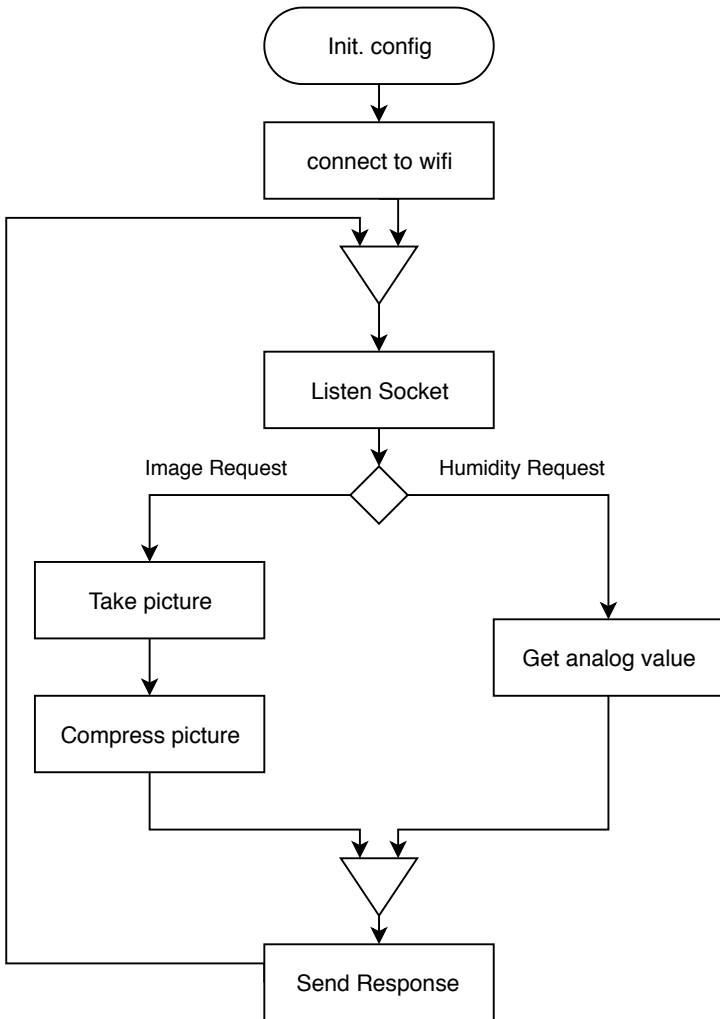 Init. config
connect to wifi
Listen Socket
Image Request
Humidity Request
Take picture
Get analog value
Compress picture
Send Response